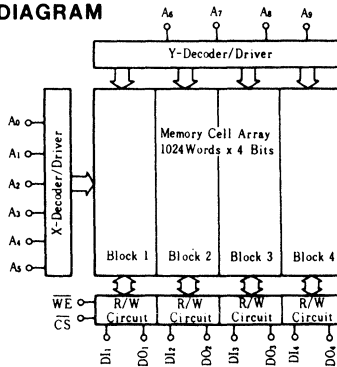 DIAGRAM
A6 A7 A8 A9
Y-Decoder/Driver
A0
A1
A2
A3
A4
A5
X-Decoder/Driver
Memory Cell Array
1024Words x 4 Bits
Block 1 Block 2 Block 3 Block 4
WE
CS
R/W Circuit
R/W Circuit
R/W Circuit
R/W Circuit
DI1 DO1 DI2 DO2 DI3 DO3 DI4 DO4